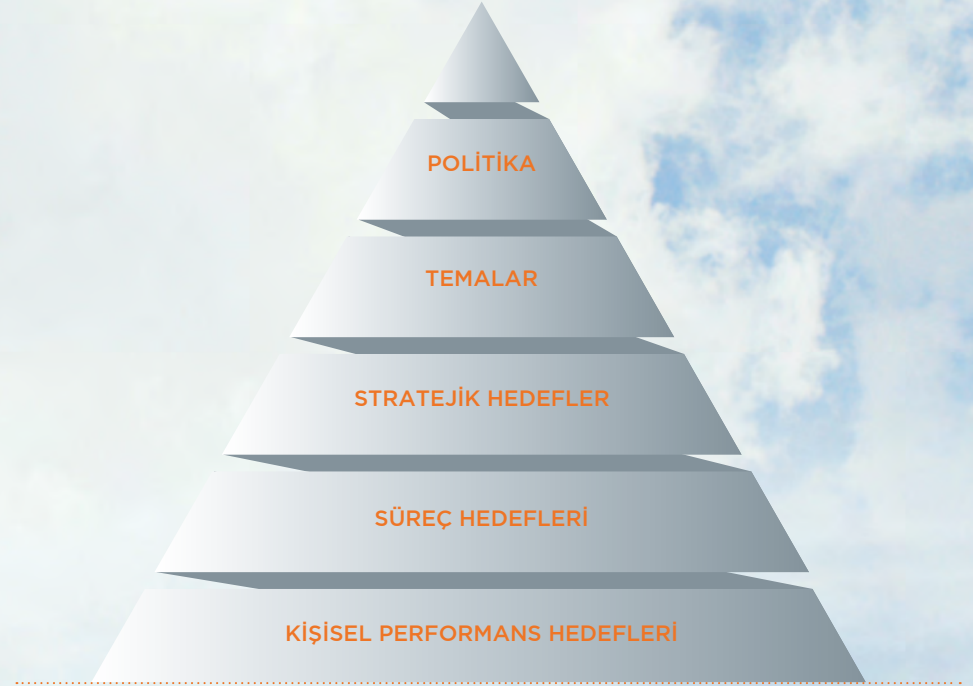 POLİTİKA
TEMALAR
STRATEJİK HEDEFLER
SÜREÇ HEDEFLERİ
KİŞİSEL PERFORMANS HEDEFLERİ